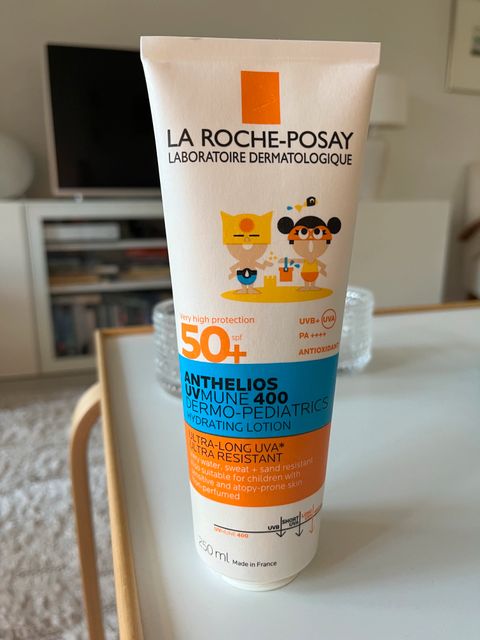 LA ROCHE-POSAY
LABORATOIRE DERMATOLOGIQUE
Very high protection
50+ spf
UVB+ UVA
PA ++++
ANTIOXIDANT
ANTHELIOS
UVMUNE 400
DERMO-PEDIATRICS
HYDRATING LOTION
ULTRA-LONG UVA*
ULTRA RESISTANT
water, sweat + sand resistant
suitable for children with
and atopy-prone skin
UVB
SHORT UVA
UVMUNE 400
250 ml Made in France